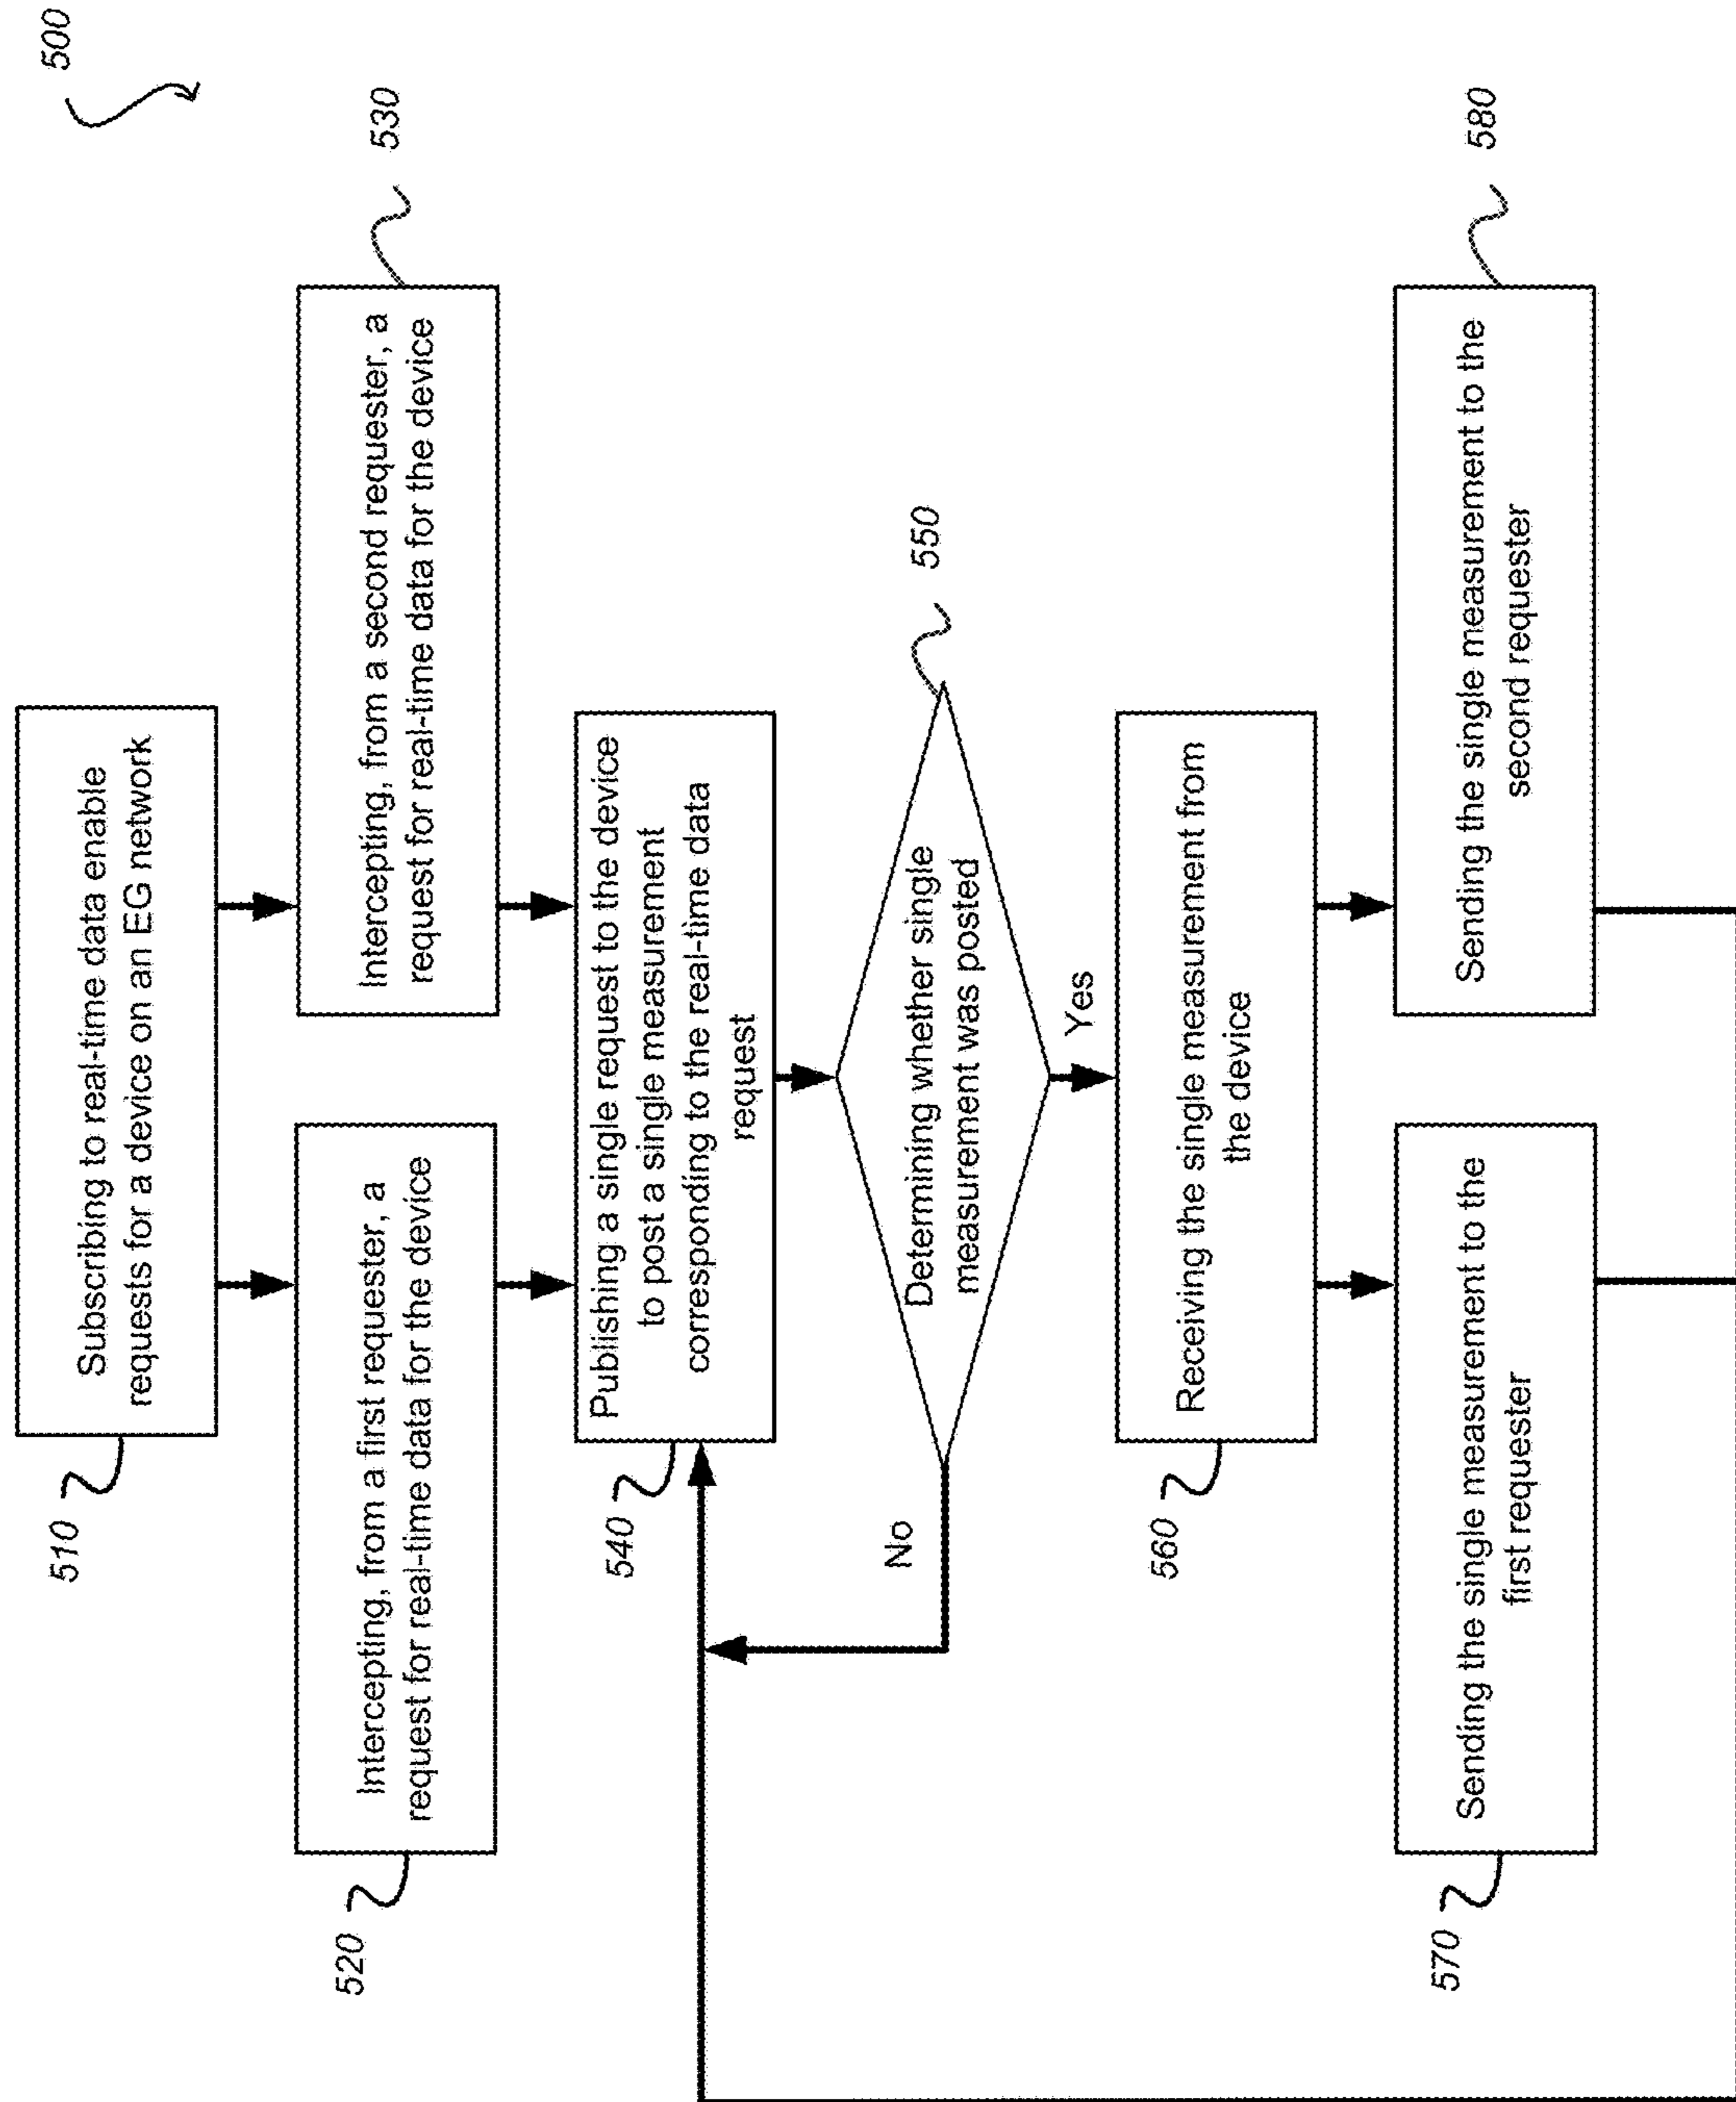 500
510
Subscribing to real-time data enable
requests for a device on an EG network
520
Intercepting, from a first requester, a
request for real-time data for the device
530
Intercepting, from a second requester, a
request for real-time data for the device
540
Publishing a single request to the device
to post a single measurement
corresponding to the real-time data
request
550
Determining whether single
measurement was posted
No
Yes
560
Receiving the single measurement from
the device
570
Sending the single measurement to the
first requester
580
Sending the single measurement to the
second requester